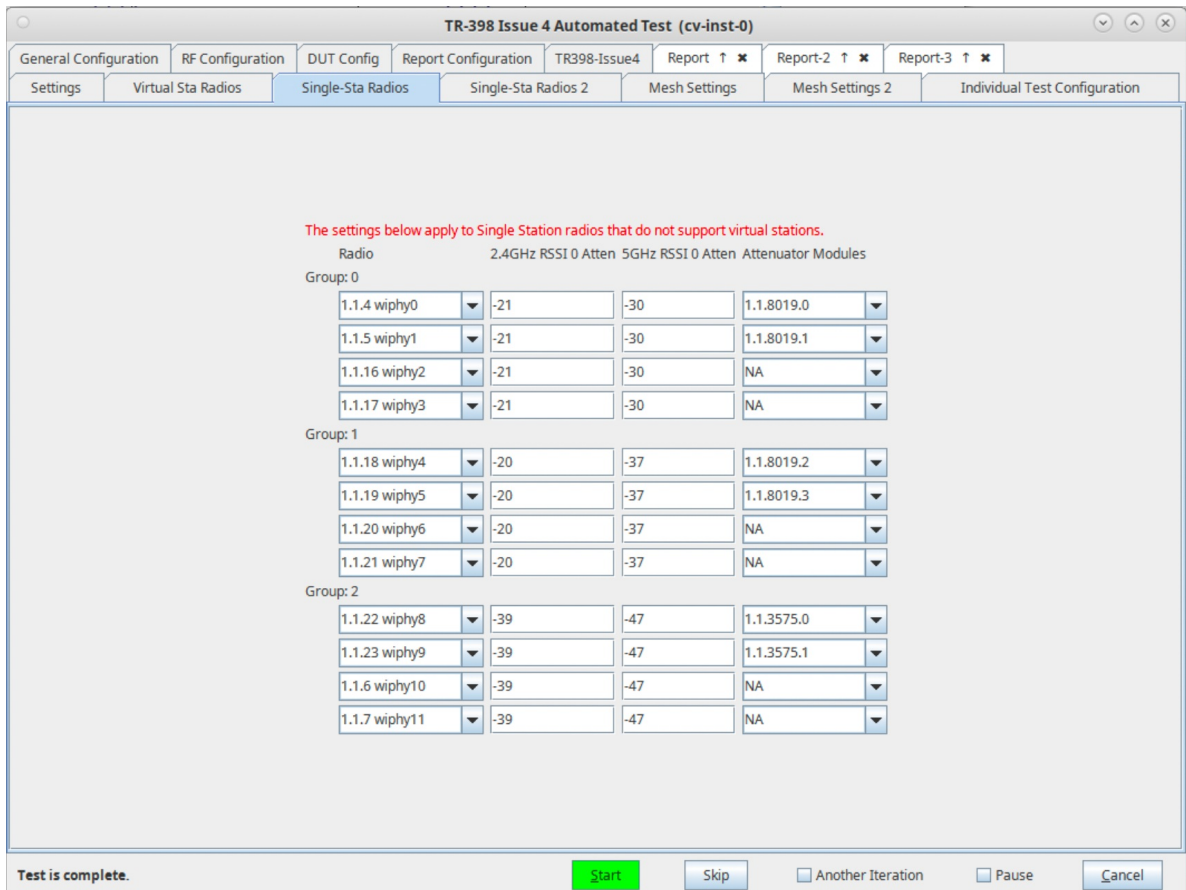 TR-398 Issue 4 Automated Test (cv-inst-0)
General Configuration RF Configuration DUT Config Report Configuration TR398-Issue4 Report ↑ ✖ Report-2 ↑ ✖ Report-3 ↑ ✖
Settings Virtual Sta Radios Single-Sta Radios Single-Sta Radios 2 Mesh Settings Mesh Settings 2 Individual Test Configuration
The settings below apply to Single Station radios that do not support virtual stations.
Radio 2.4GHz RSSI 0 Atten 5GHz RSSI 0 Atten Attenuator Modules
Group: 0
1.1.4 wiphy0 -21 -30 1.1.8019.0
1.1.5 wiphy1 -21 -30 1.1.8019.1
1.1.16 wiphy2 -21 -30 NA
1.1.17 wiphy3 -21 -30 NA
Group: 1
1.1.18 wiphy4 -20 -37 1.1.8019.2
1.1.19 wiphy5 -20 -37 1.1.8019.3
1.1.20 wiphy6 -20 -37 NA
1.1.21 wiphy7 -20 -37 NA
Group: 2
1.1.22 wiphy8 -39 -47 1.1.3575.0
1.1.23 wiphy9 -39 -47 1.1.3575.1
1.1.6 wiphy10 -39 -47 NA
1.1.7 wiphy11 -39 -47 NA
Test is complete. Start Skip Another Iteration Pause Cancel